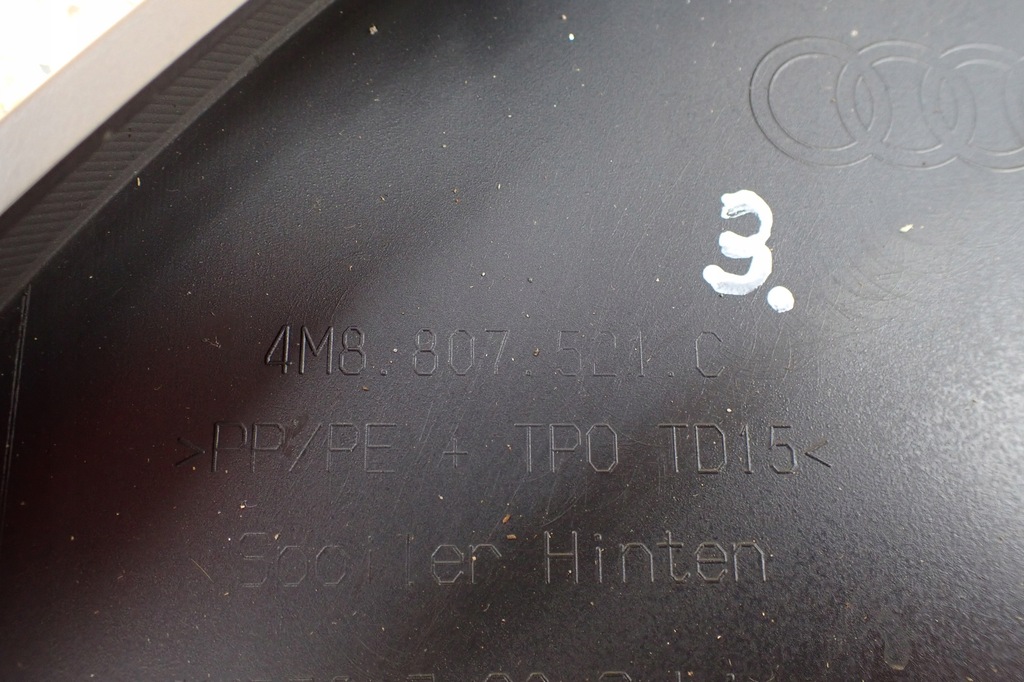 3.
4M8.807.521.C
>PP/PE + TPO TD15<
Spoiler Hinten